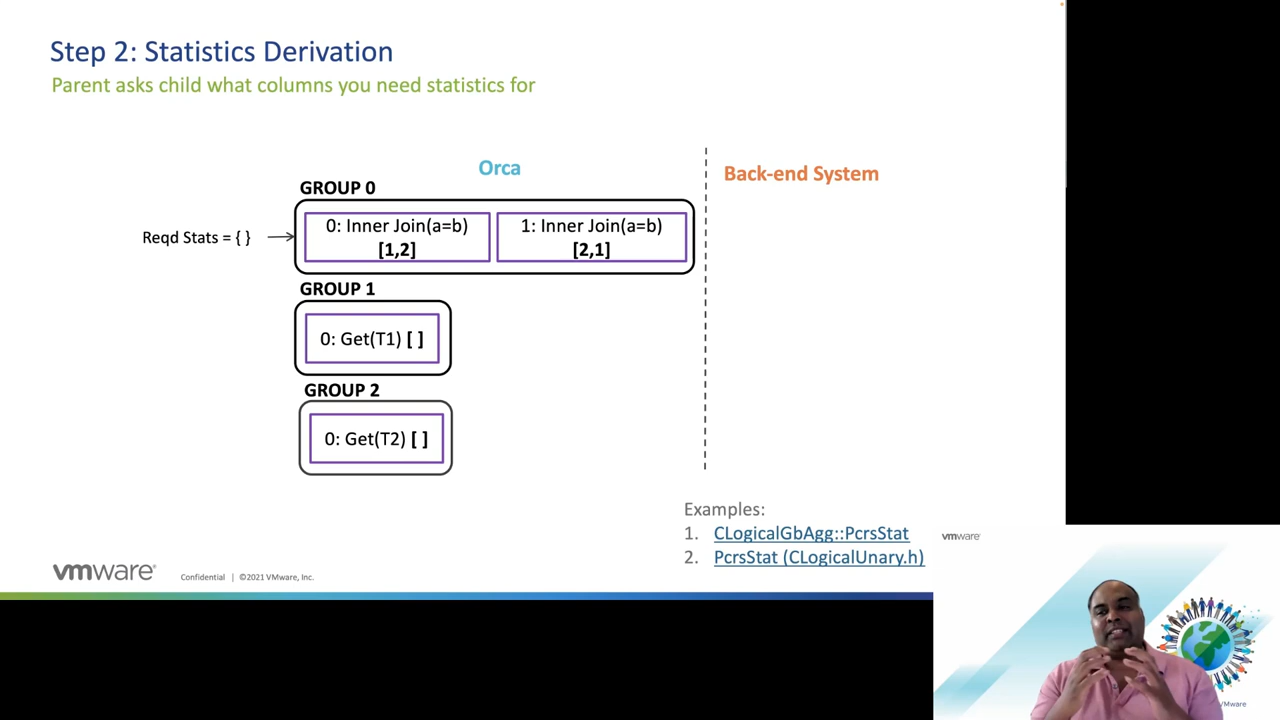 Step 2: Statistics Derivation
Parent asks child what columns you need statistics for
Orca
Back-end System
GROUP 0
0: Inner Join(a=b)
[1,2]
1: Inner Join(a=b)
[2,1]
Reqd Stats = { }
GROUP 1
0: Get(T1) [ ]
GROUP 2
0: Get(T2) [ ]
Examples:
1. CLogicalGbAgg::PcrsStat
2. PcrsStat (CLogicalUnary.h)
vmware
Confidential | ©2021 VMware, Inc.
vmware
VMware